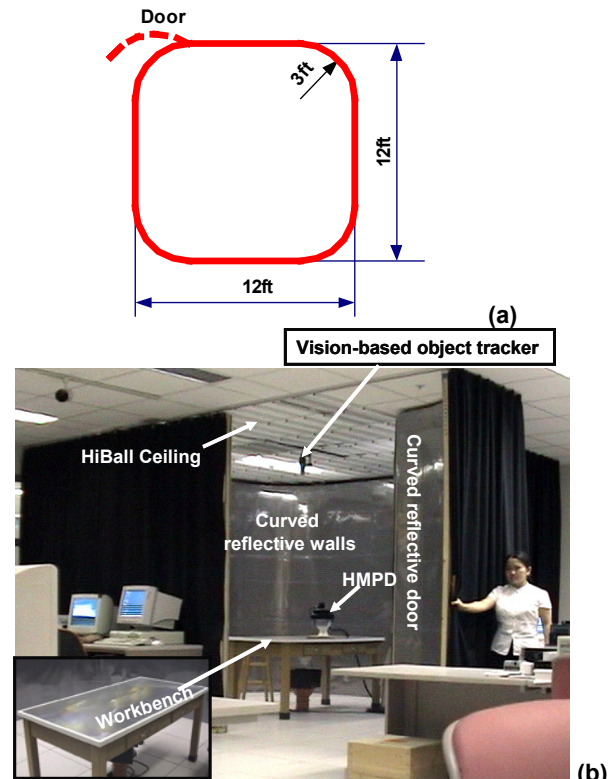 Door
3ft
12ft
12ft
(a)
Vision-based object tracker
HiBall Ceiling
Curved
reflective walls
Curved reflective door
HMPD
Workbench
(b)